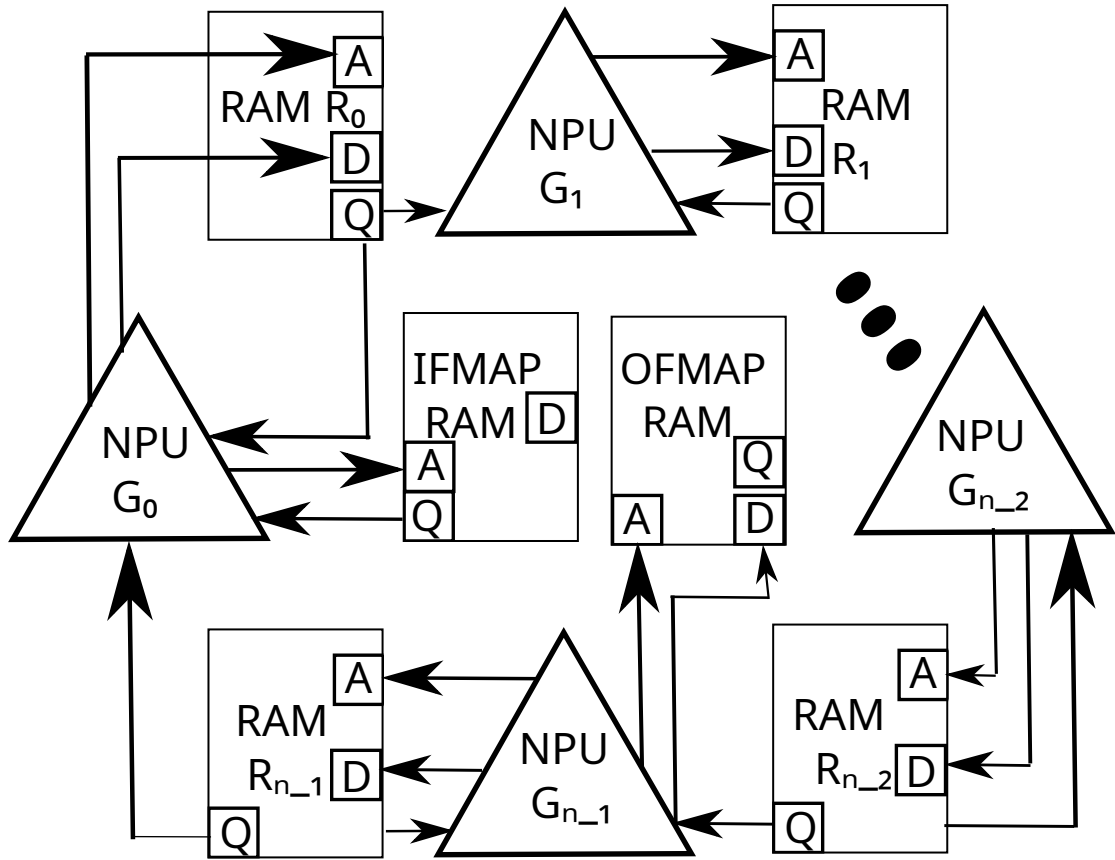 A
RAM R₀
D
Q
NPU
G₁
A
RAM
D R₁
Q
NPU
G₀
IFMAP
RAM D
A
Q
OFMAP
RAM
Q
A D
NPU
Gₙ_₂
A
RAM
Rₙ_₁ D
Q
NPU
Gₙ_₁
A
RAM
Rₙ_₂ D
Q